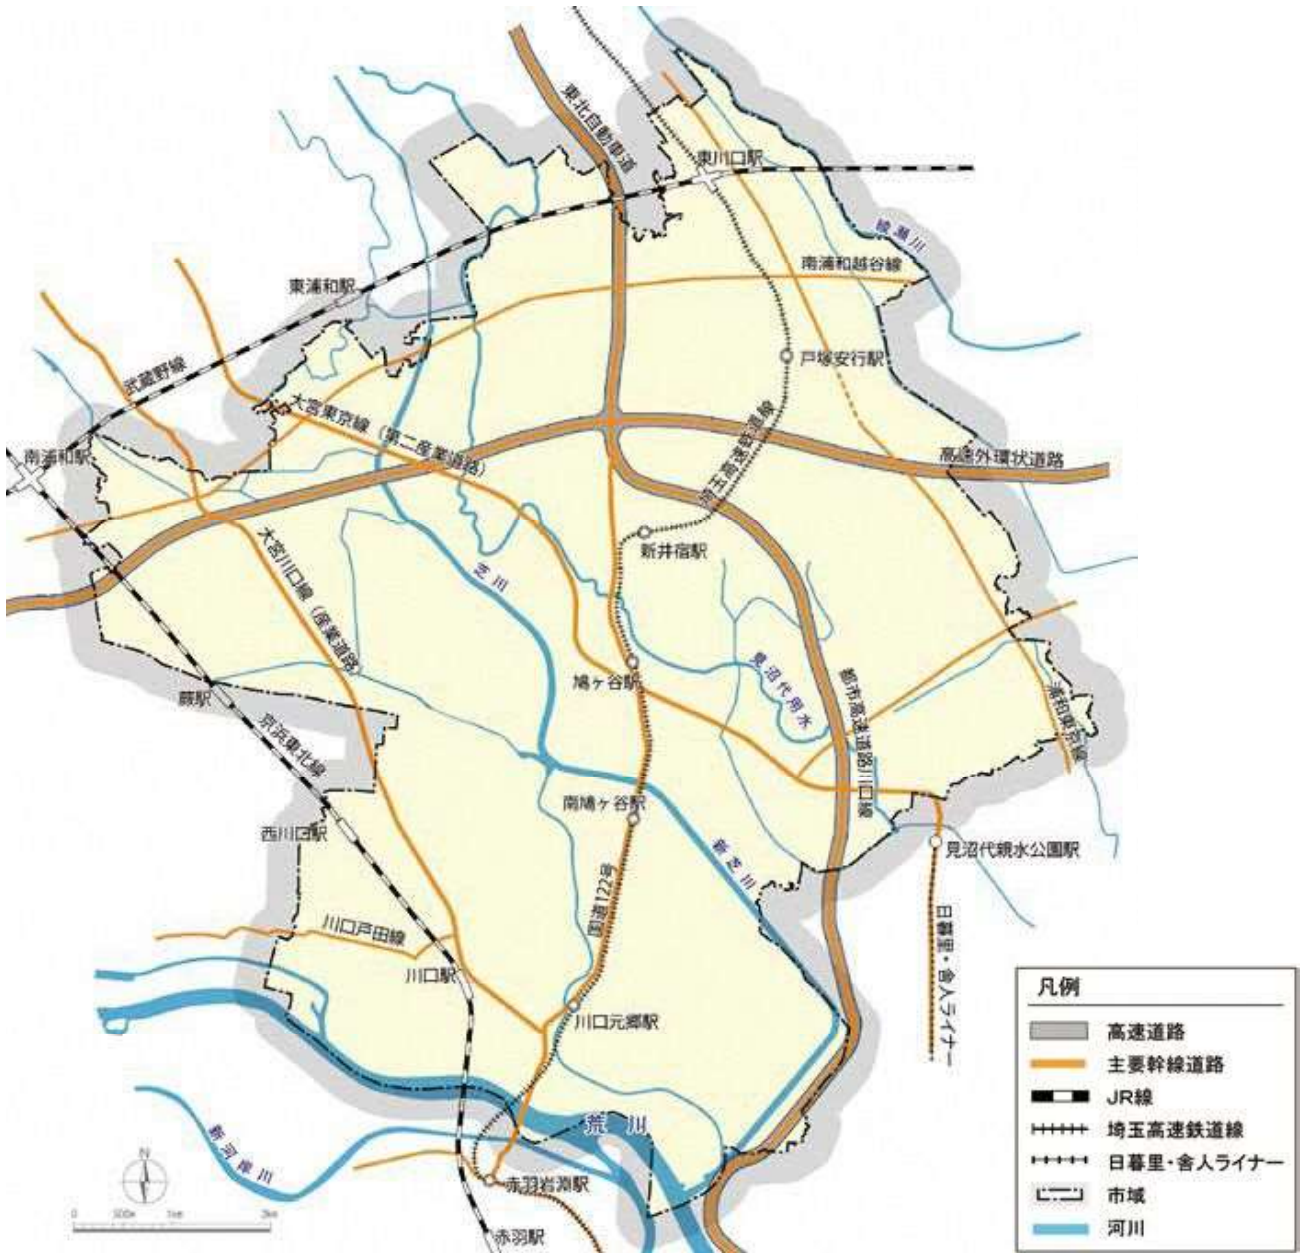 東北自動車道
東川口駅
綾瀬川
南浦和越谷線
東浦和駅
戸塚安行駅
武蔵野線
大宮東京線（第二産業道路）
埼玉高速鉄道線
高速外環状道路
南浦和駅
新井宿駅
大宮川口線（産業道路）
芝川
鳩ヶ谷駅
見沼代用水
都市高速道路川口線
浦和東京線
蕨駅
京浜東北線
南鳩ヶ谷駅
西川口駅
新芝川
見沼代親水公園駅
国道122号
川口戸田線
日暮里・舎人ライナー
川口駅
川口元郷駅
荒川
新河岸川
赤羽岩淵駅
赤羽駅
N
0 500m 1km 2km
凡例
高速道路
主要幹線道路
JR線
埼玉高速鉄道線
日暮里・舎人ライナー
市域
河川